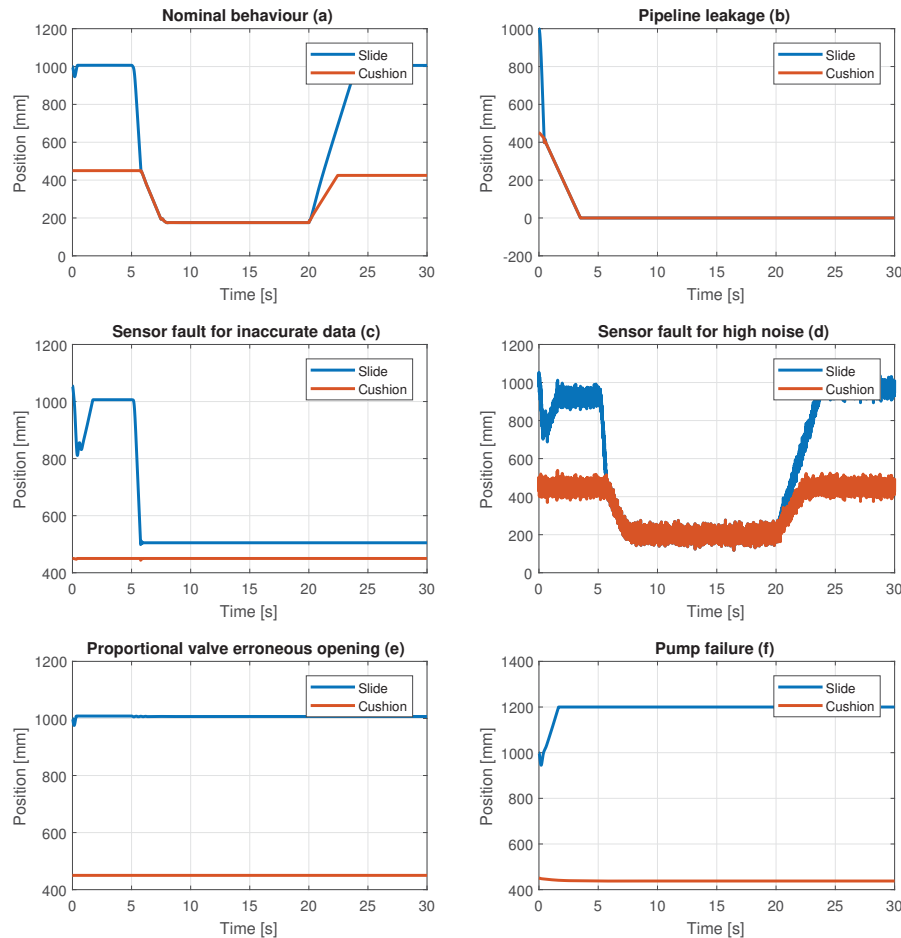 Nominal behaviour (a)
1200
1000
800
600
400
200
0
Position [mm]
0 5 10 15 20 25 30
Time [s]
Slide
Cushion
Pipeline leakage (b)
1000
800
600
400
200
0
-200
Position [mm]
0 5 10 15 20 25 30
Time [s]
Slide
Cushion
Sensor fault for inaccurate data (c)
1200
1000
800
600
400
Position [mm]
0 5 10 15 20 25 30
Time [s]
Slide
Cushion
Sensor fault for high noise (d)
1200
1000
800
600
400
200
0
Position [mm]
0 5 10 15 20 25 30
Time [s]
Slide
Cushion
Proportional valve erroneous opening (e)
1200
1000
800
600
400
Position [mm]
0 5 10 15 20 25 30
Time [s]
Slide
Cushion
Pump failure (f)
1400
1200
1000
800
600
400
Position [mm]
0 5 10 15 20 25 30
Time [s]
Slide
Cushion